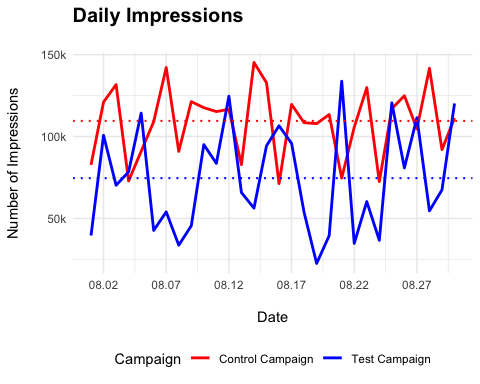 Daily Impressions
150k
100k
50k
Number of Impressions
08.02 08.07 08.12 08.17 08.22 08.27
Date
Campaign Control Campaign Test Campaign